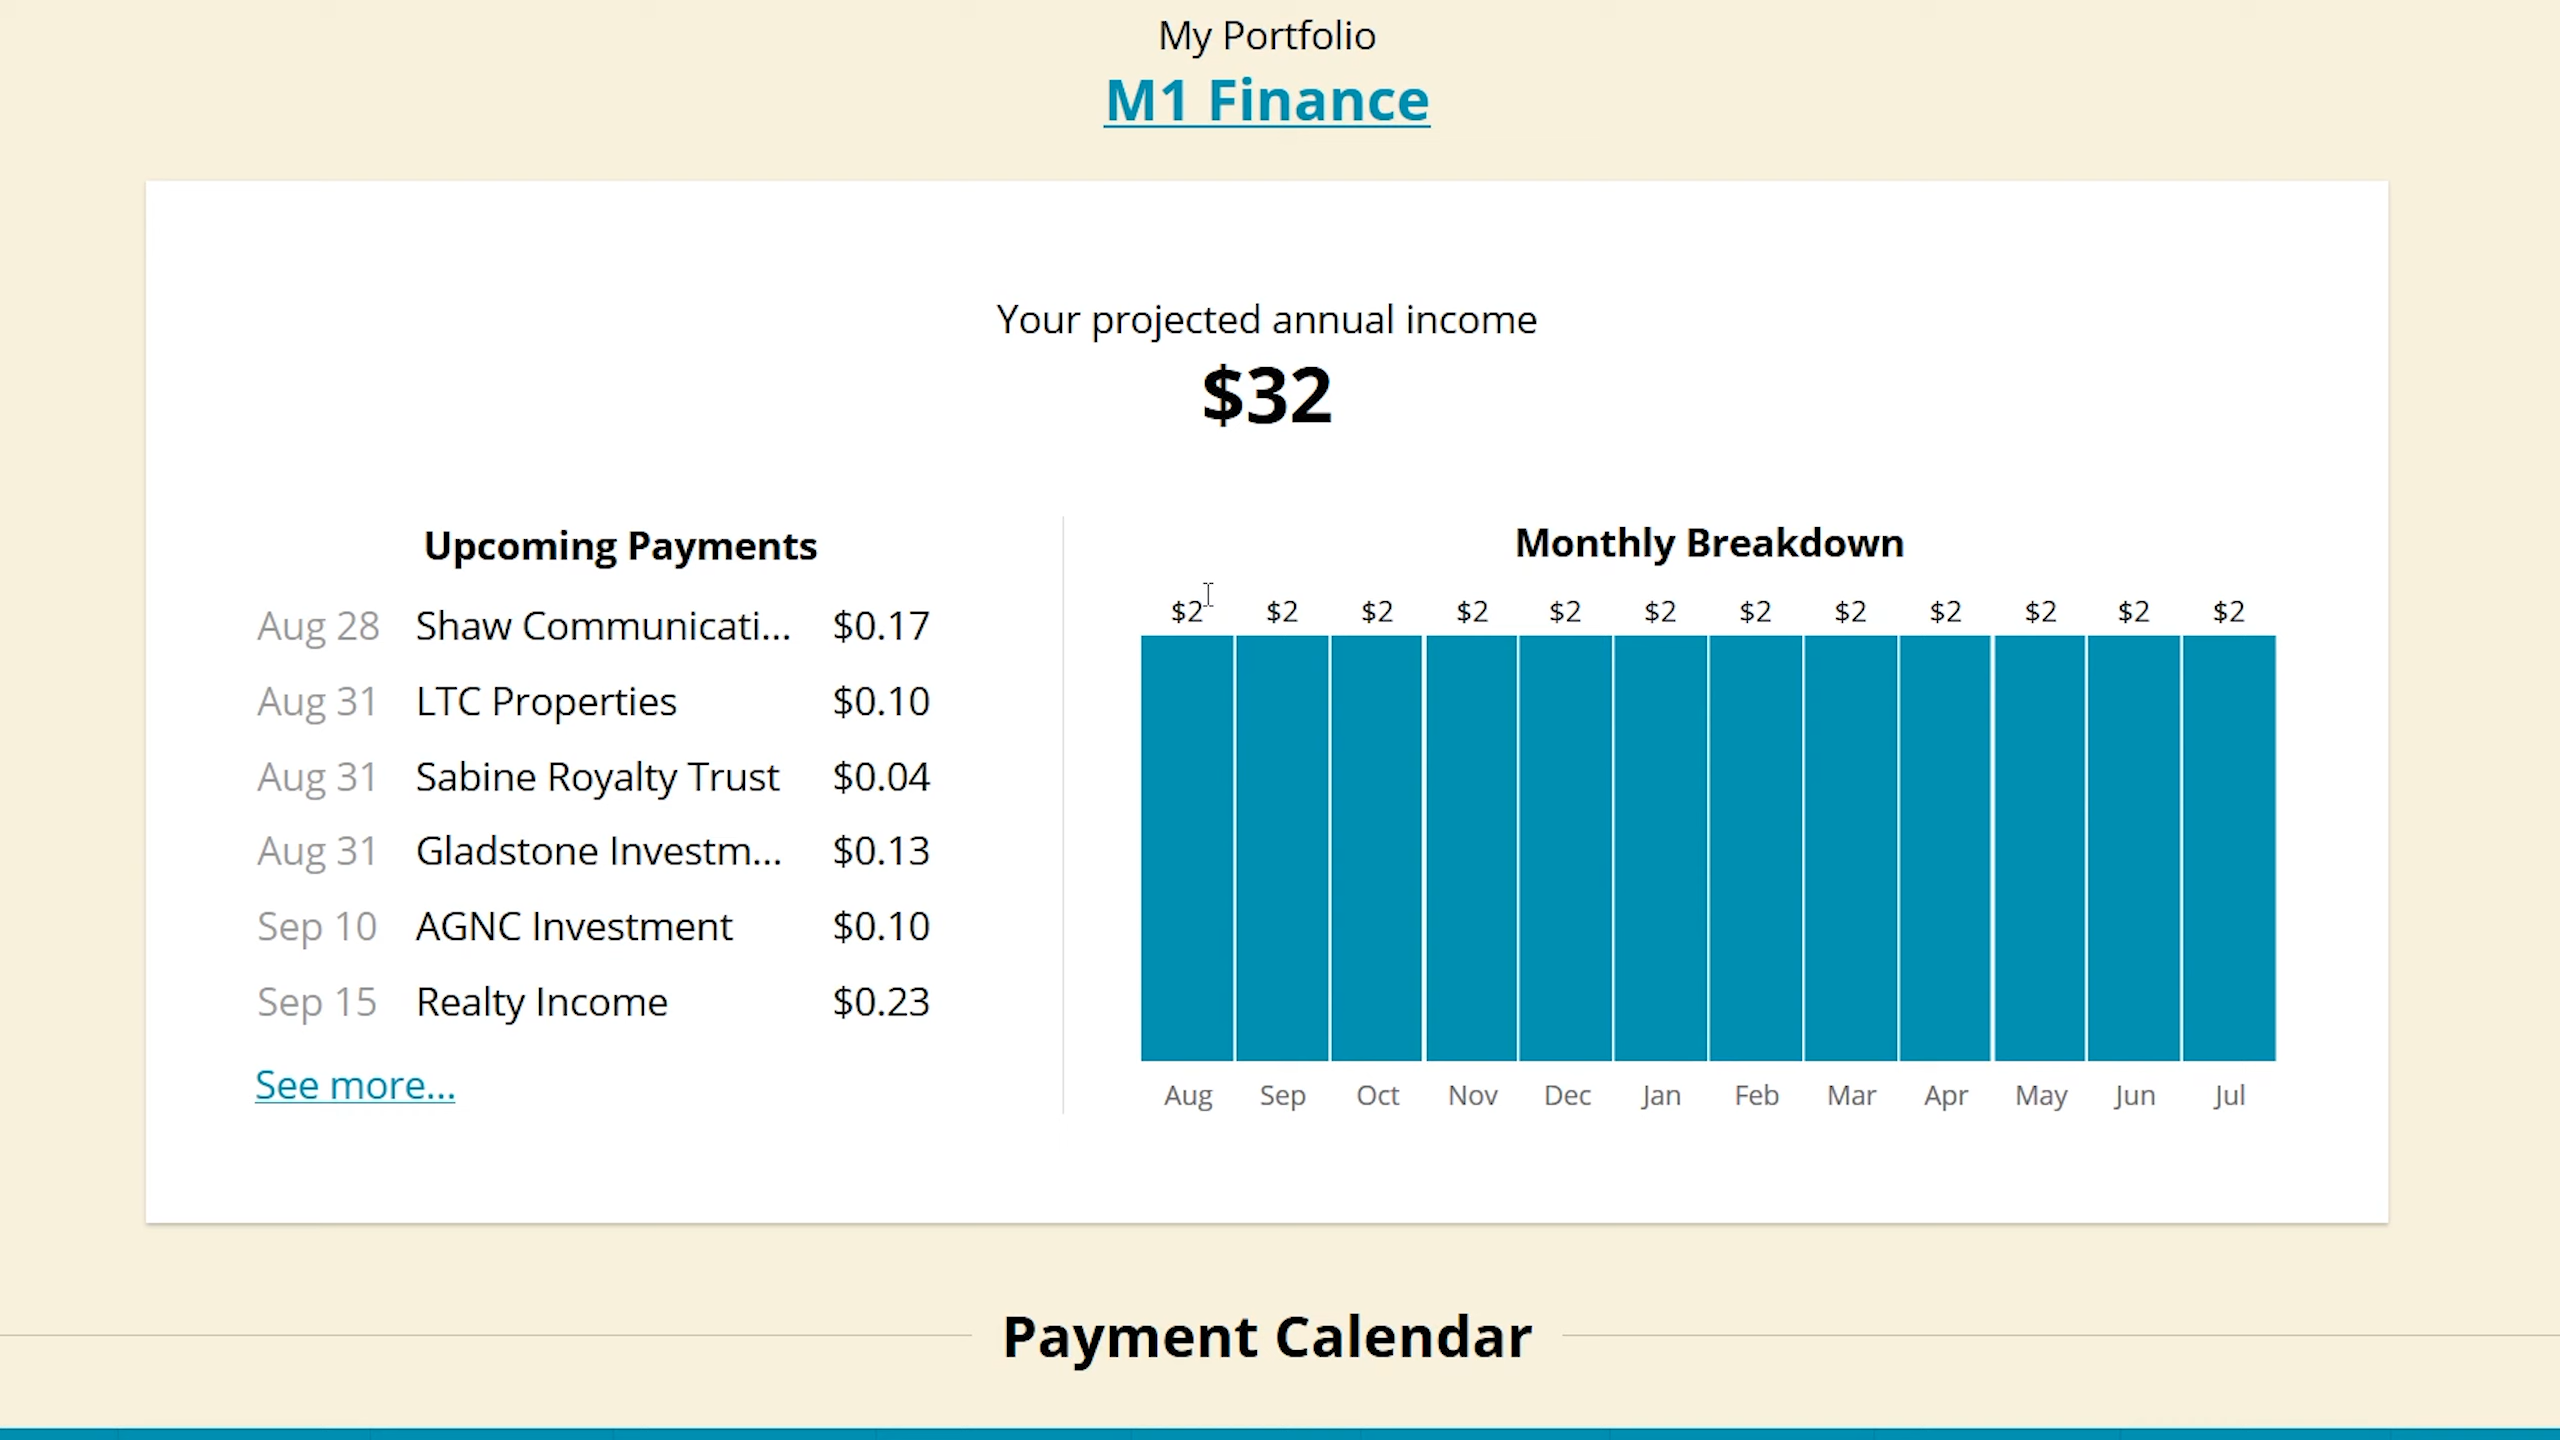 My Portfolio
M1 Finance
Your projected annual income
$32
Upcoming Payments
Aug 28 Shaw Communicati... $0.17
Aug 31 LTC Properties $0.10
Aug 31 Sabine Royalty Trust $0.04
Aug 31 Gladstone Investm... $0.13
Sep 10 AGNC Investment $0.10
Sep 15 Realty Income $0.23
See more...
Monthly Breakdown
$2 $2 $2 $2 $2 $2 $2 $2 $2 $2 $2 $2
Aug Sep Oct Nov Dec Jan Feb Mar Apr May Jun Jul
Payment Calendar